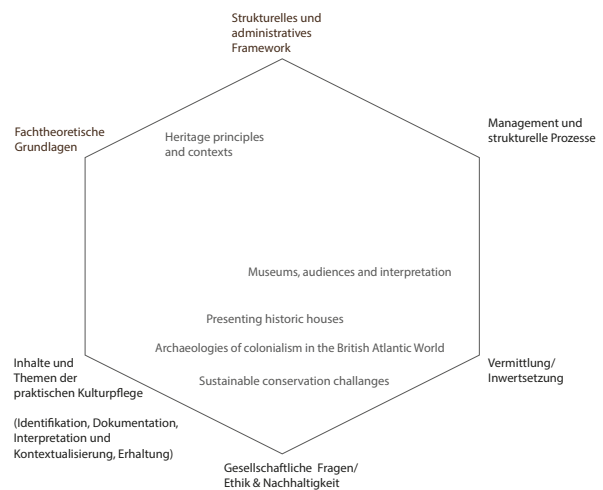 Strukturelles und
administratives
Framework
Management und
strukturelle Prozesse
Fachtheoretische
Grundlagen
Heritage principles
and contexts
Museums, audiences and interpretation
Presenting historic houses
Archaeologies of colonialism in the British Atlantic World
Sustainable conservation challanges
Inhalte und
Themen der
praktischen Kulturpflege
(Identifikation, Dokumentation,
Interpretation und
Kontextualisierung, Erhaltung)
Vermittlung/
Inwertsetzung
Gesellschaftliche Fragen/
Ethik & Nachhaltigkeit